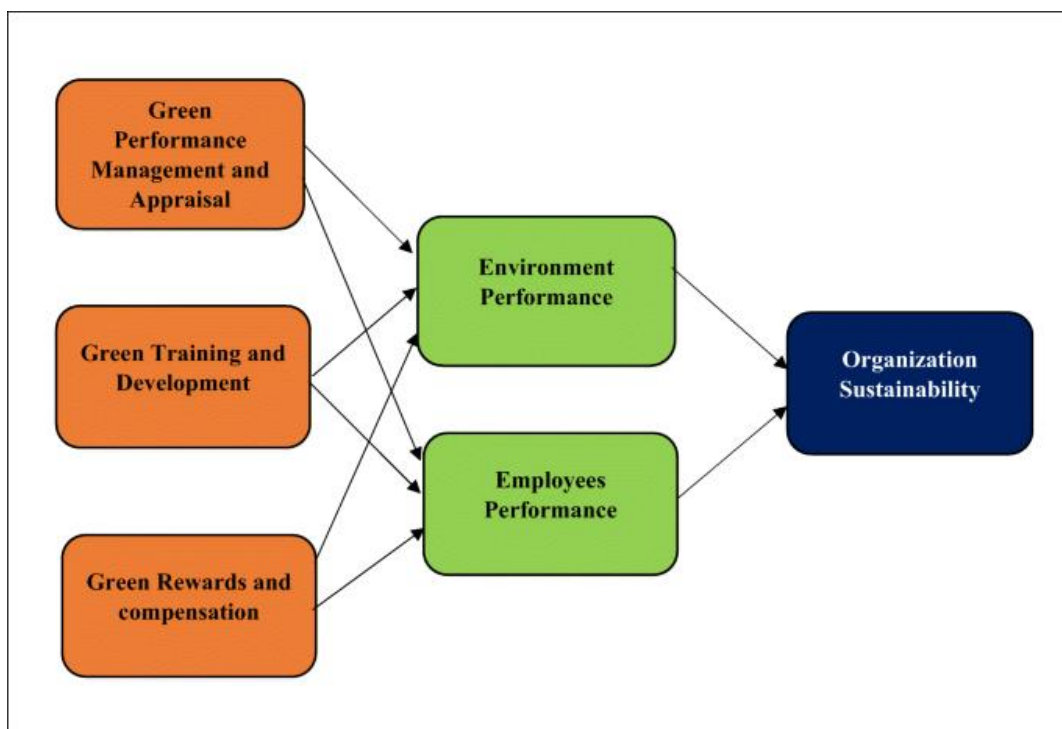 Green
Performance
Management and
Appraisal
Environment
Performance
Green Training and
Development
Organization
Sustainability
Employees
Performance
Green Rewards and
compensation